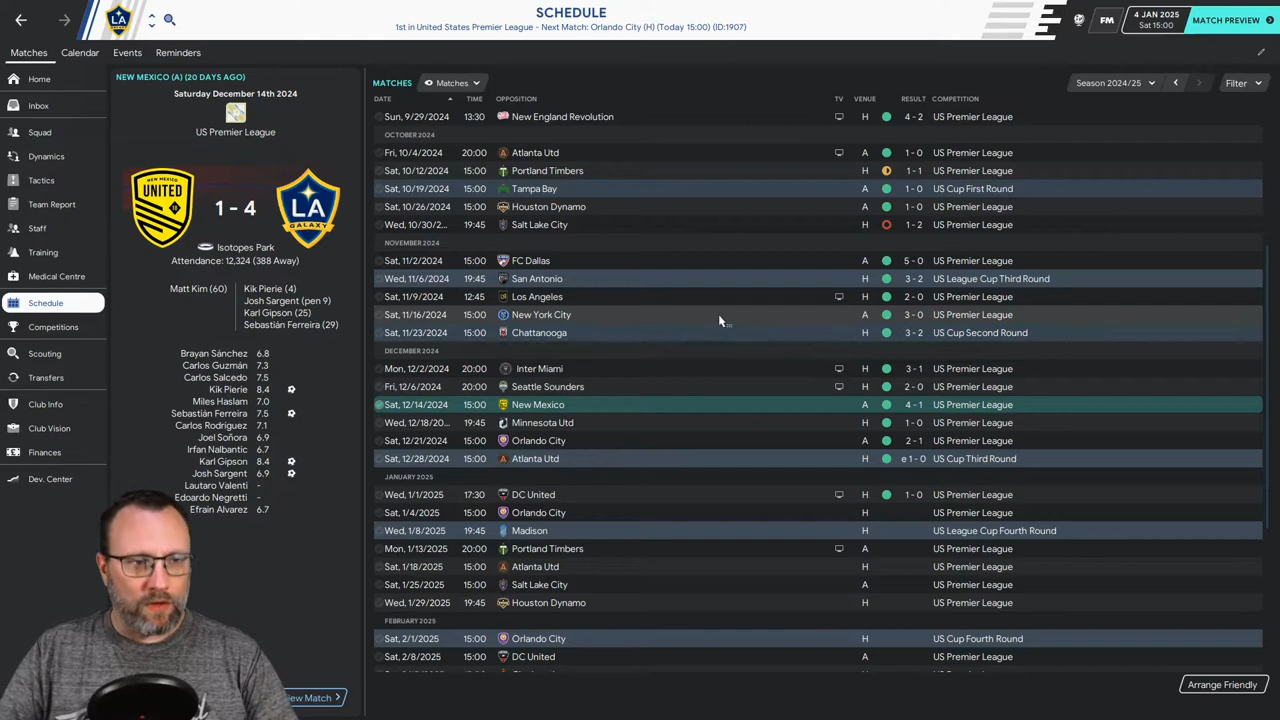 SCHEDULE
1st in United States Premier League - Next Match: Orlando City (H) (Today 15:00) (ID:1907)
FM
4 JAN 2025
Sat 15:00
MATCH PREVIEW
Matches Calendar Events Reminders
Home
Inbox
Squad
Dynamics
Tactics
Team Report
Staff
Training
Medical Centre
Schedule
Competitions
Scouting
Transfers
Club Info
Club Vision
Finances
Dev. Center
NEW MEXICO (A) (20 DAYS AGO)
Saturday December 14th 2024
US Premier League
NEW MEXICO
UNITED
1 - 4
LA
GALAXY
Isotopes Park
Attendance: 12,324 (388 Away)
Matt Kim (60)
Kik Pierie (4)
Josh Sargent (pen 9)
Karl Gipson (25)
Sebastián Ferreira (29)
Brayan Sánchez 6.8
Carlos Guzmán 7.3
Carlos Salcedo 7.5
Kik Pierie 8.4
Miles Haslam 7.0
Sebastián Ferreira 7.5
Carlos Rodríguez 7.1
Joel Soñora 6.9
Irfan Nalbantic 6.7
Karl Gipson 8.4
Josh Sargent 6.9
Lautaro Valenti -
Edoardo Negretti -
Efrain Alvarez 6.7
iew Match
MATCHES Matches Season 2024/25 Filter
DATE TIME OPPOSITION TV VENUE RESULT COMPETITION
Sun, 9/29/2024 13:30 New England Revolution H 4 - 2 US Premier League
OCTOBER 2024
Fri, 10/4/2024 20:00 Atlanta Utd A 1 - 0 US Premier League
Sat, 10/12/2024 15:00 Portland Timbers H 1 - 1 US Premier League
Sat, 10/19/2024 15:00 Tampa Bay A 1 - 0 US Cup First Round
Sat, 10/26/2024 15:00 Houston Dynamo A 1 - 0 US Premier League
Wed, 10/30/2... 19:45 Salt Lake City H 1 - 2 US Premier League
NOVEMBER 2024
Sat, 11/2/2024 15:00 FC Dallas A 5 - 0 US Premier League
Wed, 11/6/2024 19:45 San Antonio H 3 - 2 US League Cup Third Round
Sat, 11/9/2024 12:45 Los Angeles H 2 - 0 US Premier League
Sat, 11/16/2024 15:00 New York City A 3 - 0 US Premier League
Sat, 11/23/2024 15:00 Chattanooga H 3 - 2 US Cup Second Round
DECEMBER 2024
Mon, 12/2/2024 20:00 Inter Miami H 3 - 1 US Premier League
Fri, 12/6/2024 20:00 Seattle Sounders H 2 - 0 US Premier League
Sat, 12/14/2024 15:00 New Mexico A 4 - 1 US Premier League
Wed, 12/18/20... 19:45 Minnesota Utd H 1 - 0 US Premier League
Sat, 12/21/2024 15:00 Orlando City A 2 - 1 US Premier League
Sat, 12/28/2024 15:00 Atlanta Utd H e 1 - 0 US Cup Third Round
JANUARY 2025
Wed, 1/1/2025 17:30 DC United H 1 - 0 US Premier League
Sat, 1/4/2025 15:00 Orlando City H US Premier League
Wed, 1/8/2025 19:45 Madison H US League Cup Fourth Round
Mon, 1/13/2025 20:00 Portland Timbers A US Premier League
Sat, 1/18/2025 15:00 Atlanta Utd H US Premier League
Sat, 1/25/2025 15:00 Salt Lake City A US Premier League
Wed, 1/29/2025 19:45 Houston Dynamo H US Premier League
FEBRUARY 2025
Sat, 2/1/2025 15:00 Orlando City H US Cup Fourth Round
Sat, 2/8/2025 15:00 DC United A US Premier League
Arrange Friendly